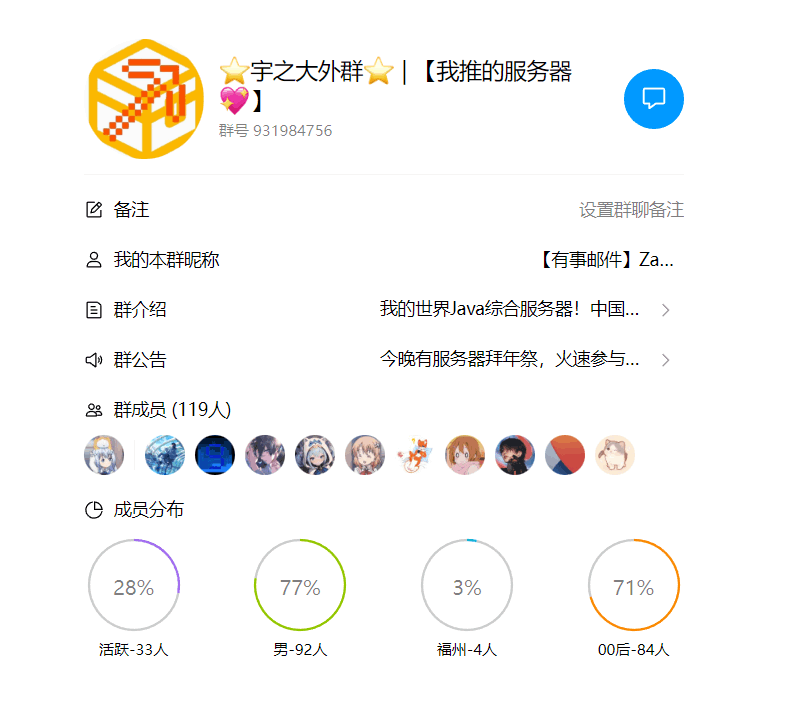 ⭐宇之大外群⭐ | 【我推的服务器
💖】
群号 931984756
备注
设置群聊备注
我的本群昵称
【有事邮件】Za...
群介绍
我的世界Java综合服务器！中国...
群公告
今晚有服务器拜年祭，火速参与...
群成员 (119人)
成员分布
28%
77%
3%
71%
活跃-33人
男-92人
福州-4人
00后-84人